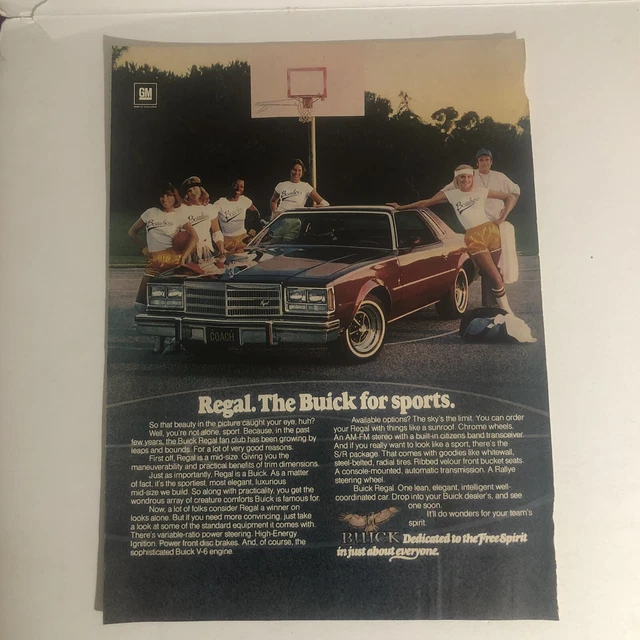 GM
Regal. The Buick for sports.
So that beauty in the picture caught your eye, huh?
Well, you're not alone, sport. Because, in the past
few years, the Buick Regal fan club has been growing by
leaps and bounds. For a lot of very good reasons.
First off, Regal is a mid-size. Giving you the
maneuverability and practical benefits of trim dimensions.
Just as importantly, Regal is a Buick. As a matter
of fact, it's the sportiest, most elegant, luxurious
mid-size we build. So along with practicality, you get the
wondrous array of creature comforts Buick is famous for.
Now, a lot of folks consider Regal a winner on
looks alone. But if you need more convincing, just take
a look at some of the standard equipment it comes with.
There's variable-ratio power steering. High-Energy
Ignition. Power front disc brakes. And, of course, the
sophisticated Buick V-6 engine.
Available options? The sky's the limit. You can order
your Regal with things like a sunroof. Chrome wheels.
An AM-FM stereo with a built-in citizens band transceiver.
And if you really want to look like a sport, there's the
S/R package. That comes with goodies like whitewall,
steel-belted, radial tires. Ribbed velour front bucket seats.
A console-mounted, automatic transmission. A Rallye
steering wheel.
Buick Regal. One lean, elegant, intelligent well-
coordinated car. Drop into your Buick dealer's, and see
one soon.
It'll do wonders for your team's
spirit.
BUICK Dedicated to the Free Spirit
in just about everyone.
COACH